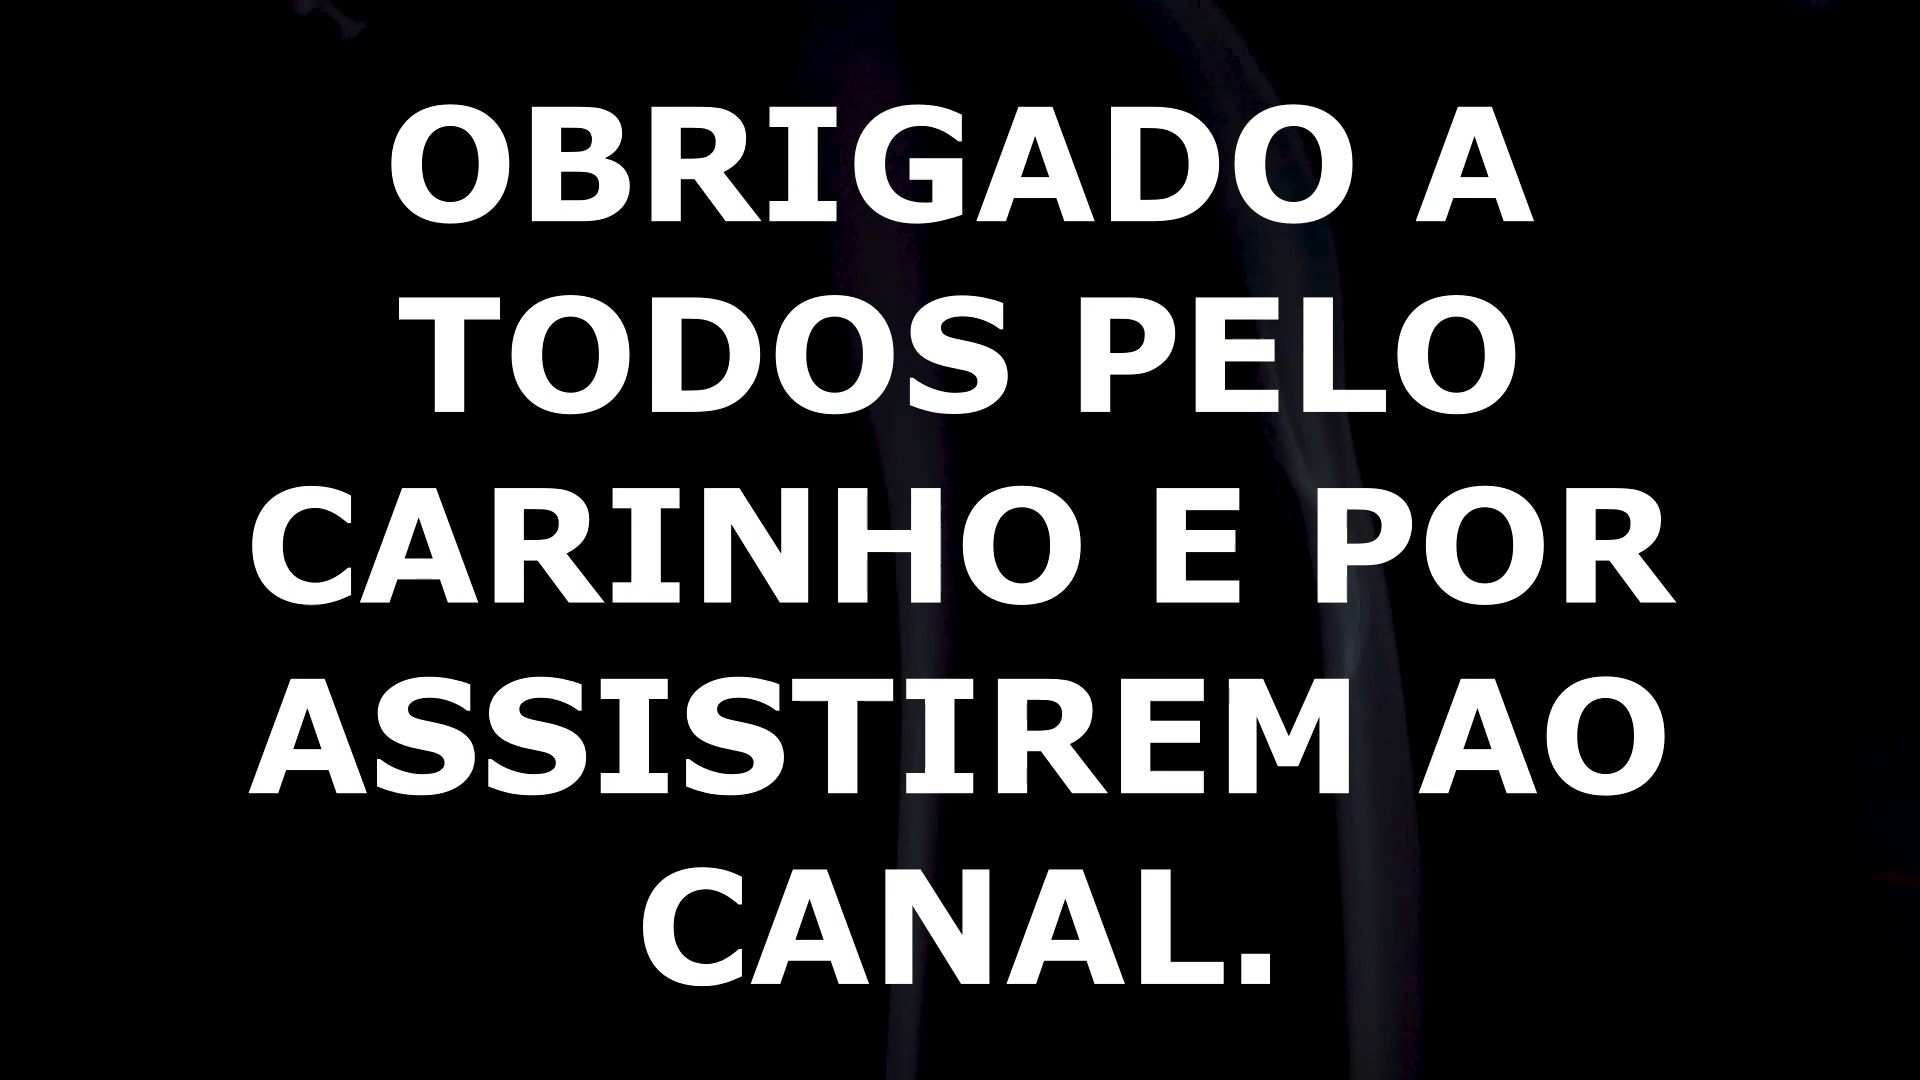 OBRIGADO A
TODOS PELO
CARINHO E POR
ASSISTIREM AO
CANAL.